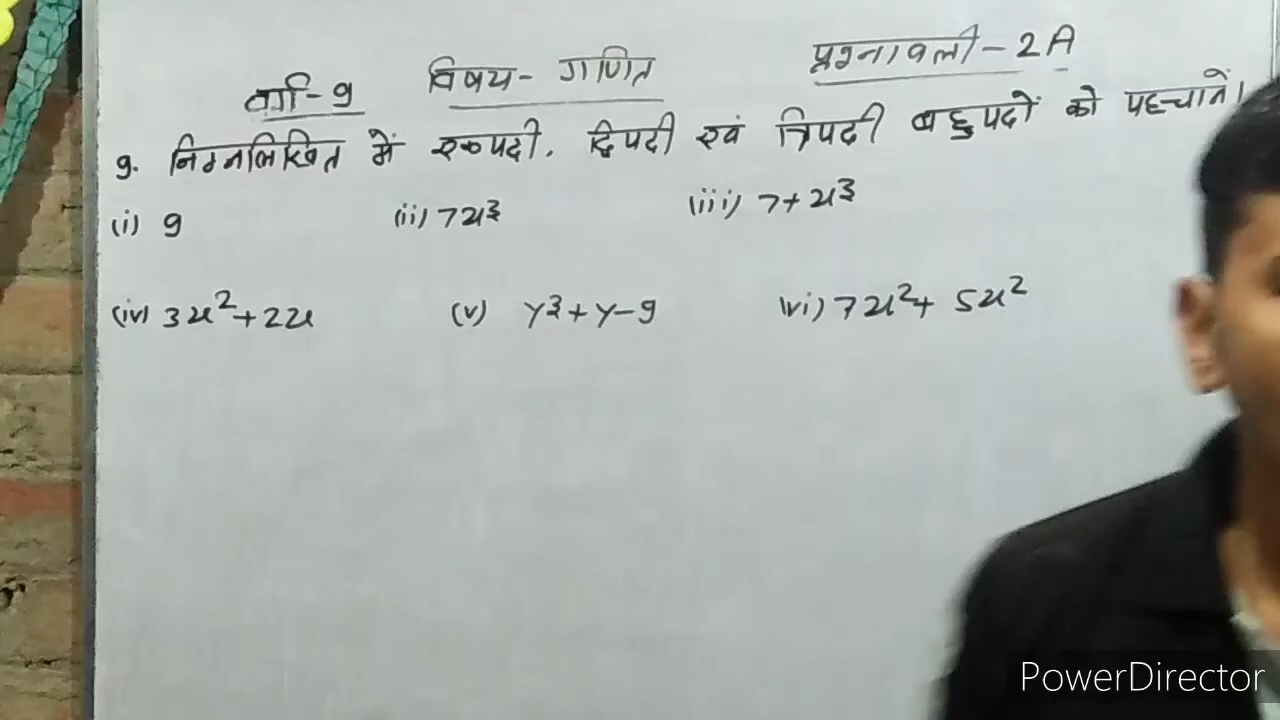 वर्ग-9 विषय- गणित प्रश्नावली-2A
9. निम्नलिखित में एकपदी, द्विपदी एवं त्रिपदी बहुपदों को पहचानें।
(i) 9 (ii) 7x³ (iii) 7+x³
(iv) 3x²+2x (v) y³+y-9 (vi) 7x²+5x²
PowerDirector